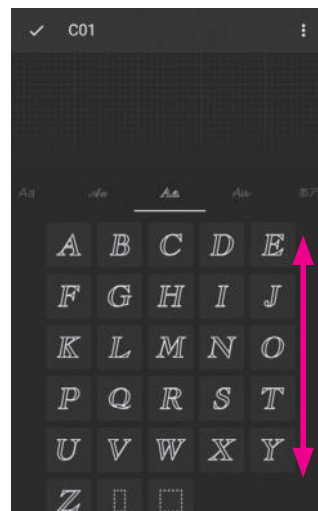 C01
Aa Aa Aa Aa
A B C D E
F G H I J
K L M N O
P Q R S T
U V W X Y
Z